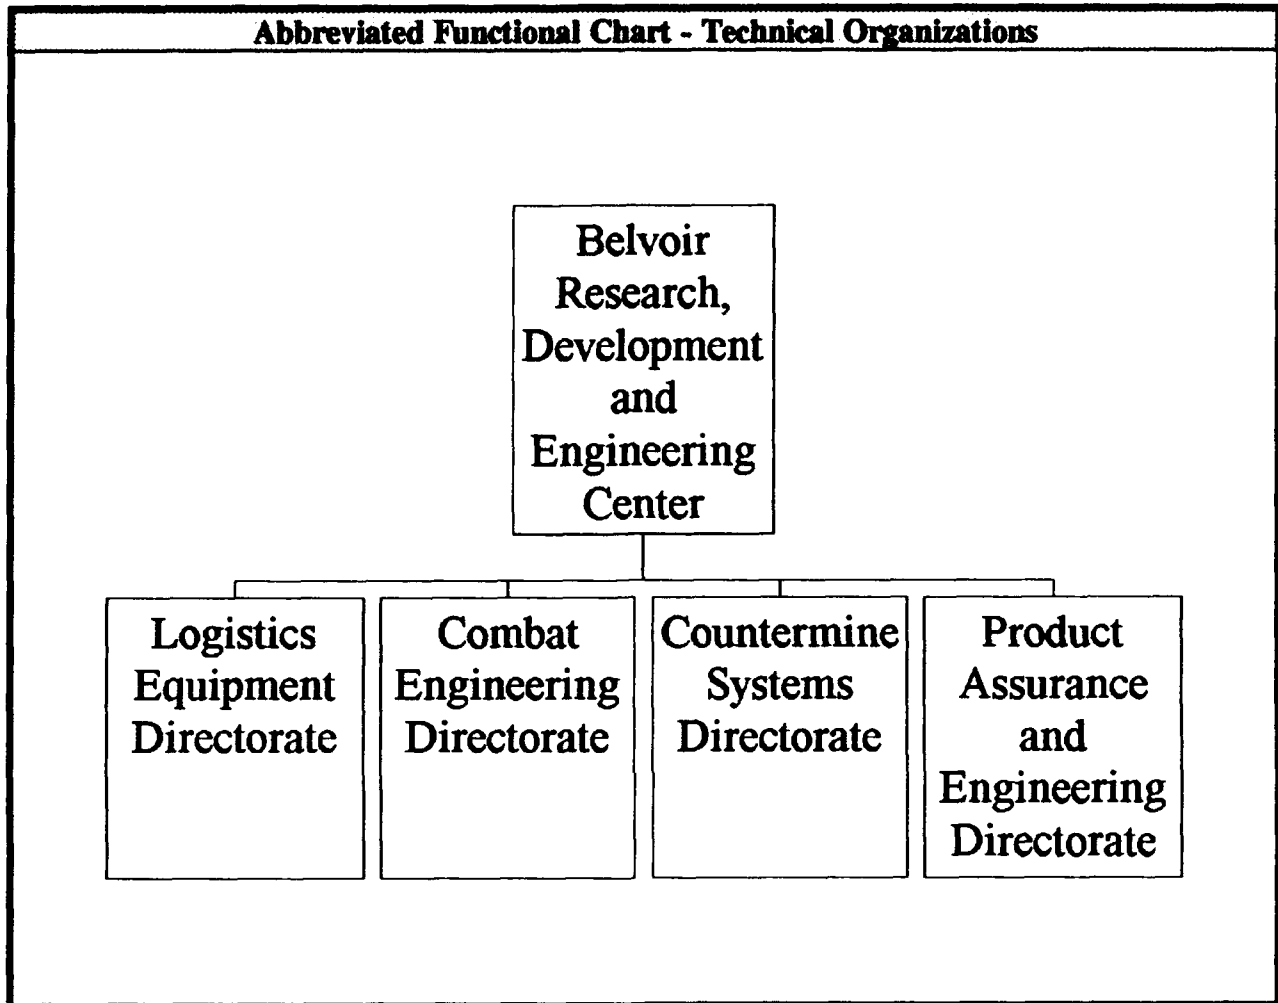 Abbreviated Functional Chart - Technical Organizations
Belvoir
Research,
Development
and
Engineering
Center
Logistics
Equipment
Directorate
Combat
Engineering
Directorate
Countermine
Systems
Directorate
Product
Assurance
and
Engineering
Directorate